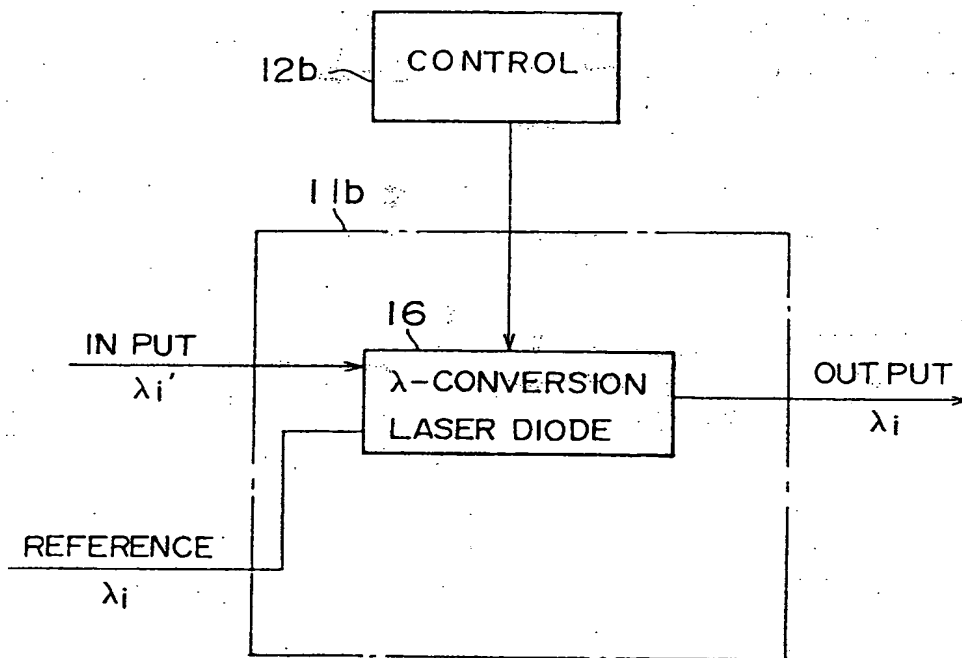 CONTROL
12b
11b
16
IN PUT
λi'
λ-CONVERSION
LASER DIODE
OUT PUT
λi
REFERENCE
λi